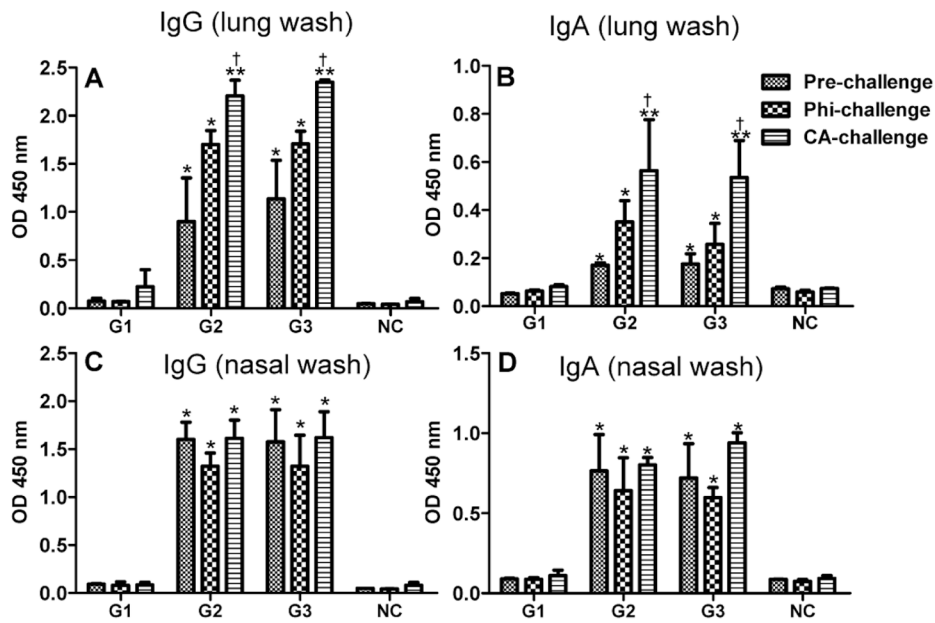 IgG (lung wash)
A
OD 450 nm
2.5
2.0
1.5
1.0
0.5
0.0
*
*
†
**
*
*
†
**
G1 G2 G3 NC
IgA (lung wash)
B
OD 450 nm
1.0
0.8
0.6
0.4
0.2
0.0
*
*
†
**
*
*
†
**
G1 G2 G3 NC
Pre-challenge
Phi-challenge
CA-challenge
IgG (nasal wash)
C
OD 450 nm
2.5
2.0
1.5
1.0
0.5
0.0
*
*
*
*
*
*
G1 G2 G3 NC
IgA (nasal wash)
D
OD 450 nm
1.5
1.0
0.5
0.0
*
*
*
*
*
*
G1 G2 G3 NC